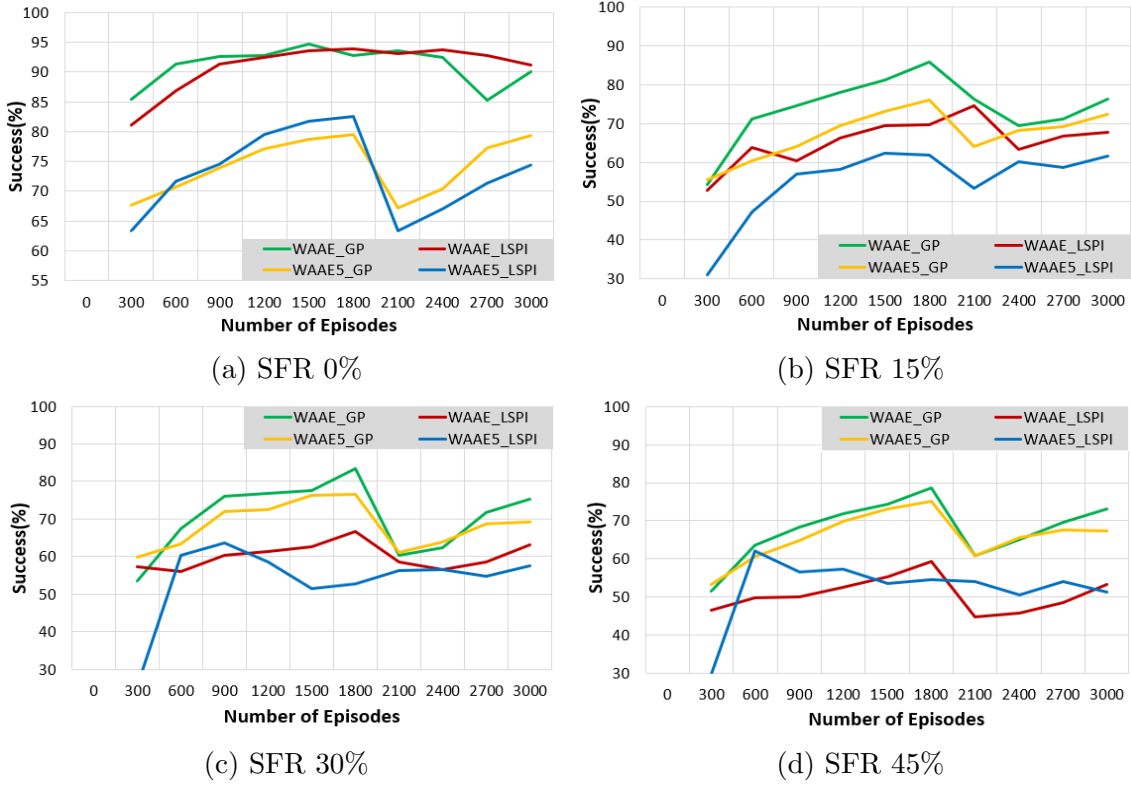 100
95
90
85
80
75
70
65
60
55
Success(%)
WAAE_GP WAAE_LSPI
WAAE5_GP WAAE5_LSPI
0 300 600 900 1200 1500 1800 2100 2400 2700 3000
Number of Episodes
(a) SFR 0%
100
90
80
70
60
50
40
30
Success(%)
WAAE_GP WAAE_LSPI
WAAE5_GP WAAE5_LSPI
0 300 600 900 1200 1500 1800 2100 2400 2700 3000
Number of Episodes
(b) SFR 15%
100
90
80
70
60
50
40
30
Success(%)
WAAE_GP WAAE_LSPI
WAAE5_GP WAAE5_LSPI
0 300 600 900 1200 1500 1800 2100 2400 2700 3000
Number of Episodes
(c) SFR 30%
100
90
80
70
60
50
40
30
Success(%)
WAAE_GP WAAE_LSPI
WAAE5_GP WAAE5_LSPI
0 300 600 900 1200 1500 1800 2100 2400 2700 3000
Number of Episodes
(d) SFR 45%